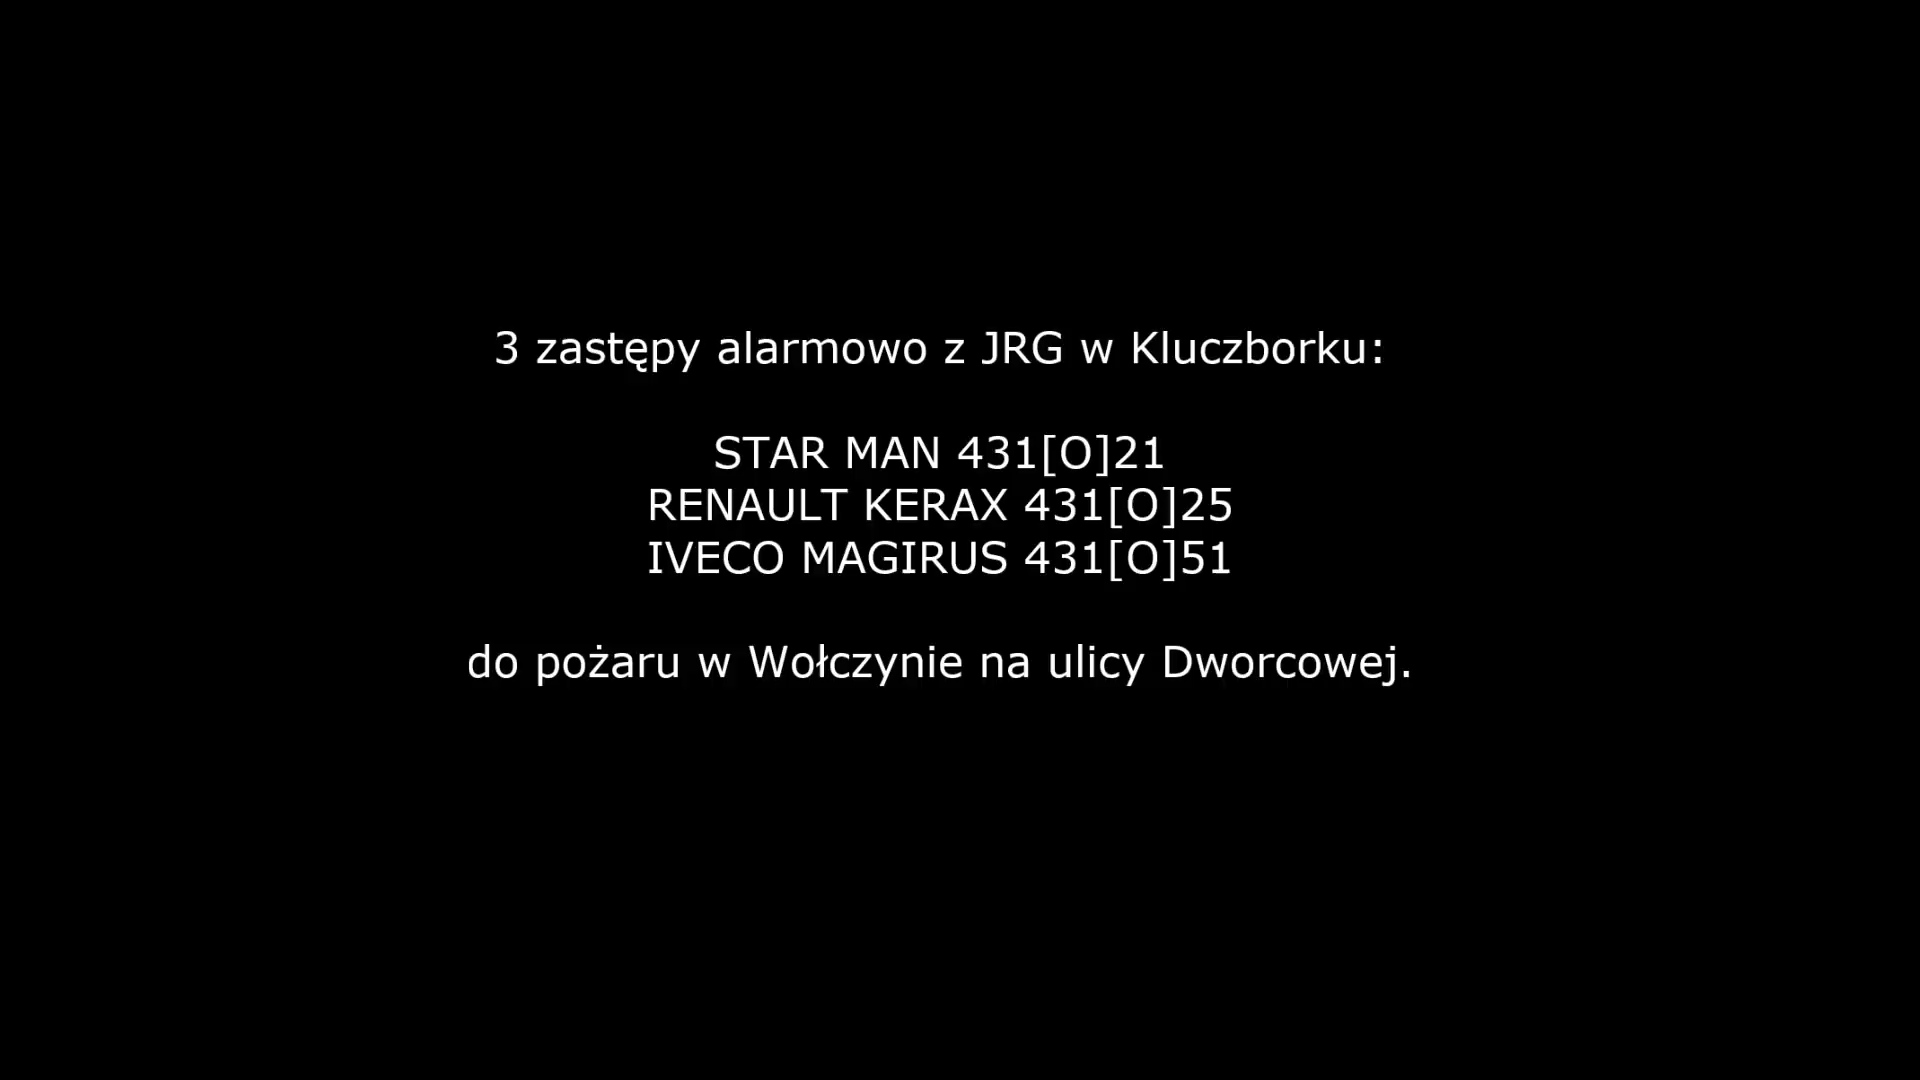 3 zastępy alarmowo z JRG w Kluczborku:
STAR MAN 431[O]21
RENAULT KERAX 431[O]25
IVECO MAGIRUS 431[O]51
do pożaru w Wołczynie na ulicy Dworcowej.